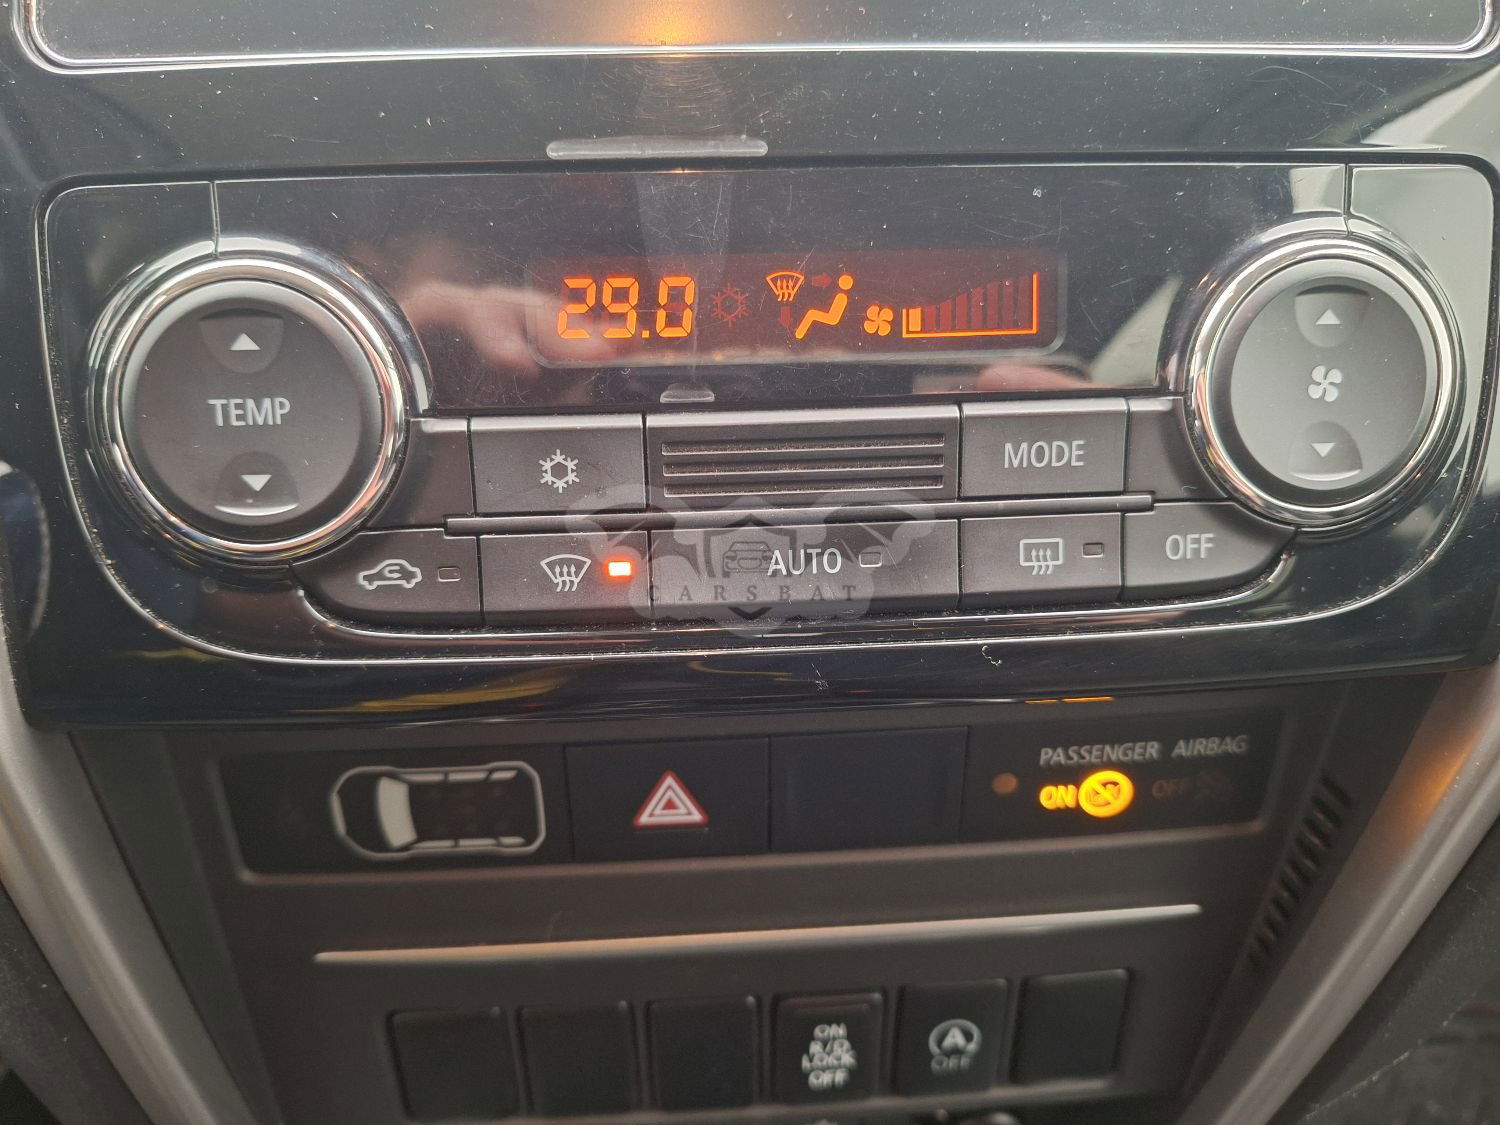 29.0
TEMP
MODE
AUTO
OFF
CARSBAT
PASSENGER AIRBAG
ON OFF
ON
R/D
LOCK
OFF
A
OFF